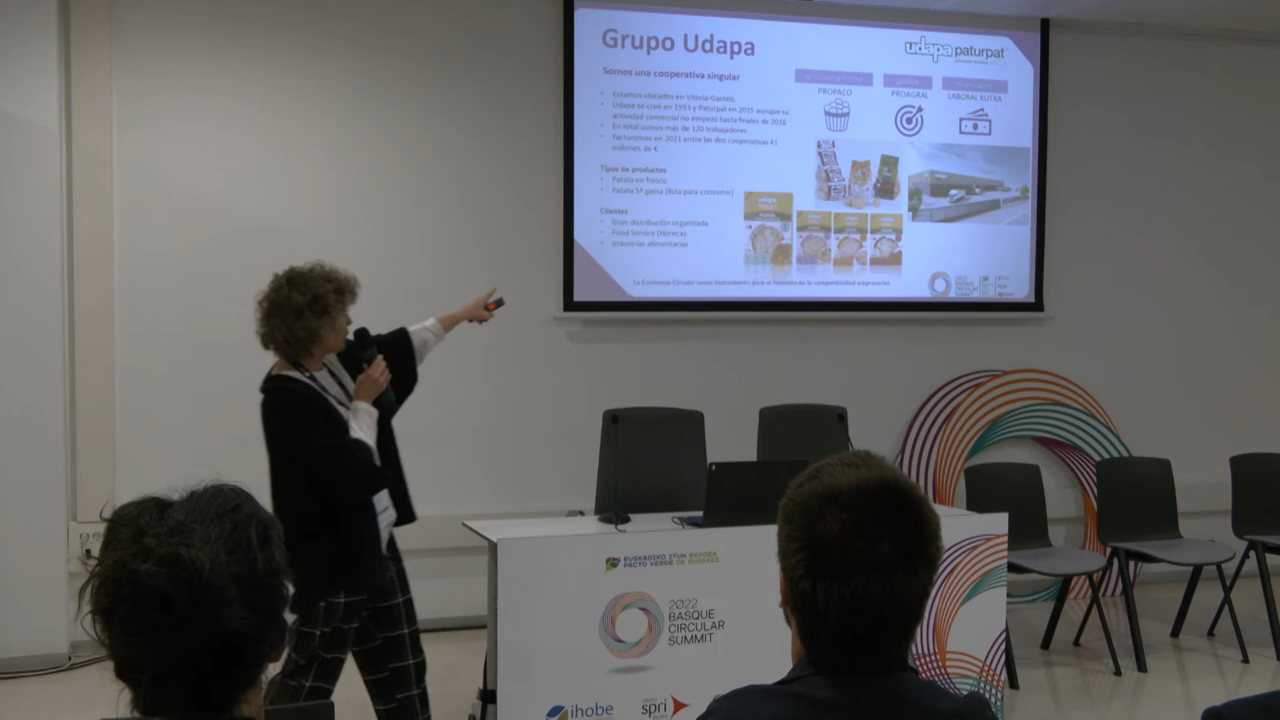 Grupo Udapa
udapa paturpat
Somos una cooperativa singular
PROPACO
PROAGRAL
LABORAL KUTXA
Estamos ubicados en Vitoria-Gasteiz.
Udapa se creó en 1993 y Paturpat en 2015 aunque su
actividad comercial no empezó hasta finales de 2016
En total somos más de 120 trabajadores
Facturamos en 2021 entre las dos cooperativas 41
millones de €
Tipos de productos
Patata en fresco
Patata 5ª gama (lista para consumir)
Clientes
Gran distribución organizada
Food Service (Horeca)
Industrias alimentarias
La Economía Circular como instrumento para el fomento de la competitividad empresarial
2022
BASQUE
CIRCULAR
SUMMIT
EUSKADIKO ITUN BERDEA
PACTO VERDE DE EUSKADI
2022
BASQUE
CIRCULAR
SUMMIT
ihobe
spri